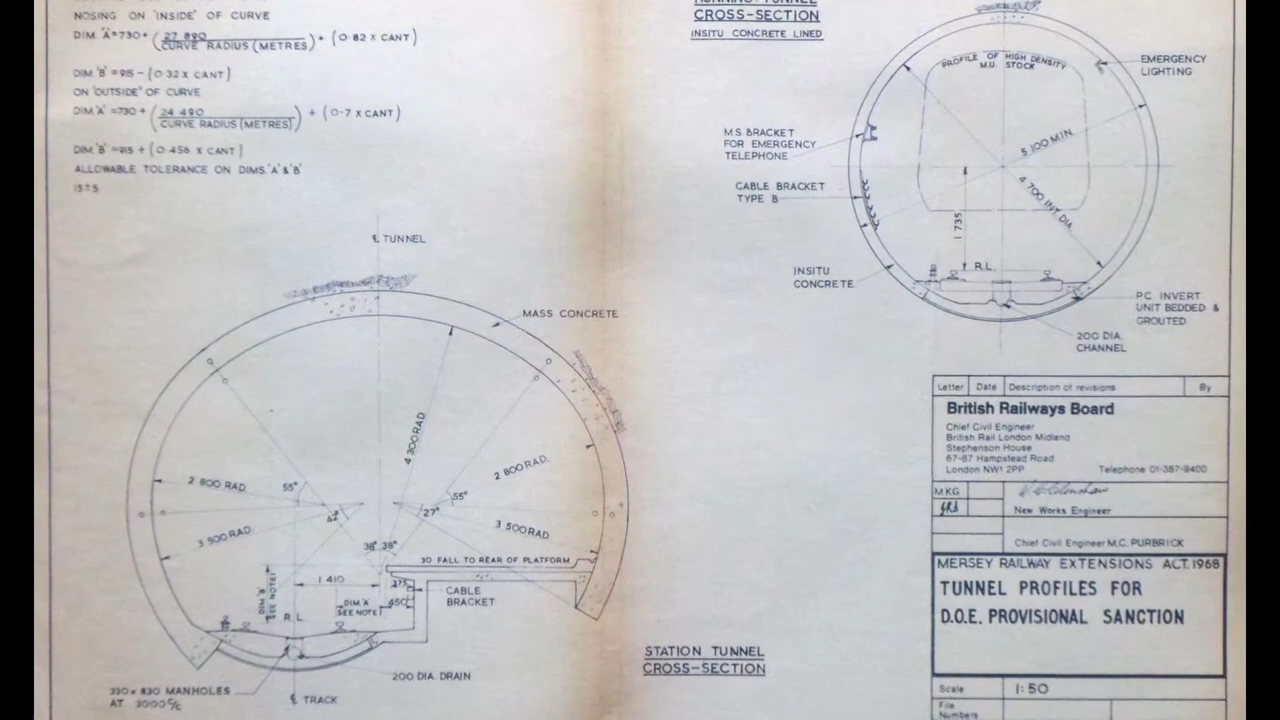 NOSING ON 'INSIDE' OF CURVE
DIM. 'A'=730+ (27 890 / CURVE RADIUS (METRES)) + (0·82 X CANT)
DIM. 'B' =915 – (0·32 X CANT)
ON 'OUTSIDE' OF CURVE
DIM. 'A' =730 + (24 490 / CURVE RADIUS (METRES)) + (0·7 X CANT)
DIM. 'B' =915 + (0·456 X CANT)
ALLOWABLE TOLERANCE ON DIMS. 'A' & 'B'
15±5
RUNNING TUNNEL
CROSS-SECTION
INSITU CONCRETE LINED
PROFILE OF HIGH DENSITY
M.U. STOCK
EMERGENCY
LIGHTING
M.S. BRACKET
FOR EMERGENCY
TELEPHONE
CABLE BRACKET
TYPE B
5 100 MIN.
4 700 INT. DIA.
1 735
R.L.
INSITU
CONCRETE
P.C. INVERT
UNIT BEDDED &
GROUTED
200 DIA.
CHANNEL
℄ TUNNEL
MASS CONCRETE
4 300 RAD
2 800 RAD.
2 800 RAD.
55°
55°
42°
27°
3 500 RAD.
3 500 RAD.
38° 38°
30 FALL TO REAR OF PLATFORM
1 410
375
450
DIM. 'B'
(SEE NOTE)
DIM. 'A'
(SEE NOTE)
R.L.
CABLE
BRACKET
200 DIA. DRAIN
330 x 830 MANHOLES
AT 3000 C/C
℄ TRACK
STATION TUNNEL
CROSS-SECTION
Letter Date Description of revisions By
British Railways Board
Chief Civil Engineer
British Rail London Midland
Stephenson House
67-87 Hampstead Road
London NW1 2PP Telephone 01-387-9400
M.K.G.
New Works Engineer
Chief Civil Engineer M.C. PURBRICK
MERSEY RAILWAY EXTENSIONS ACT. 1968
TUNNEL PROFILES FOR
D.O.E. PROVISIONAL SANCTION
Scale 1:50
File
Numbers